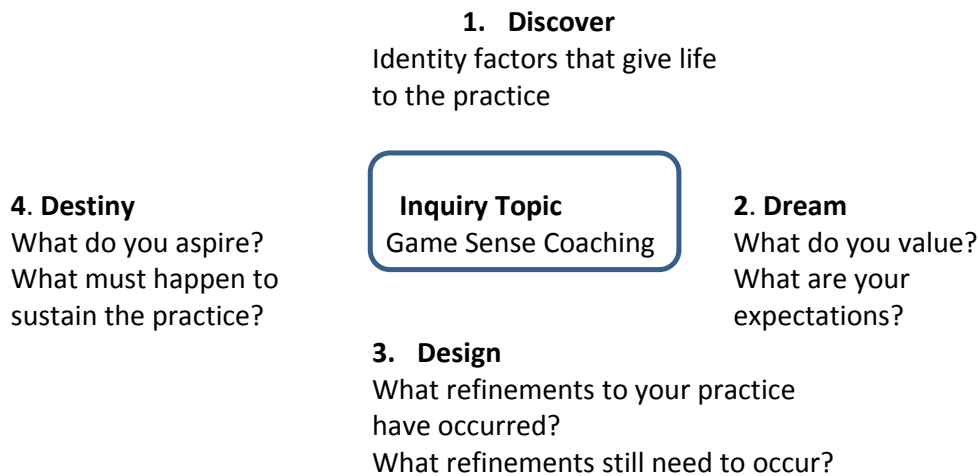 1. Discover
Identity factors that give life
to the practice
4. Destiny
What do you aspire?
What must happen to
sustain the practice?
Inquiry Topic
Game Sense Coaching
2. Dream
What do you value?
What are your
expectations?
3. Design
What refinements to your practice
have occurred?
What refinements still need to occur?